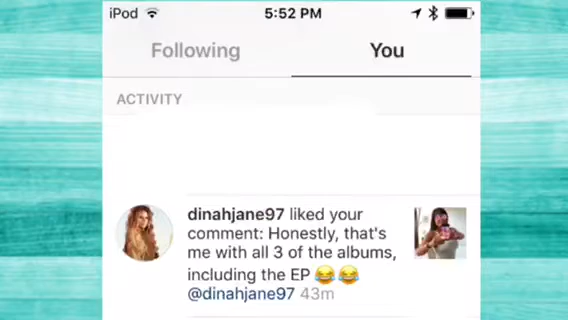 iPod 5:52 PM
Following You
ACTIVITY
dinahjane97 liked your
comment: Honestly, that's
me with all 3 of the albums,
including the EP 😂😂
@dinahjane97 43m